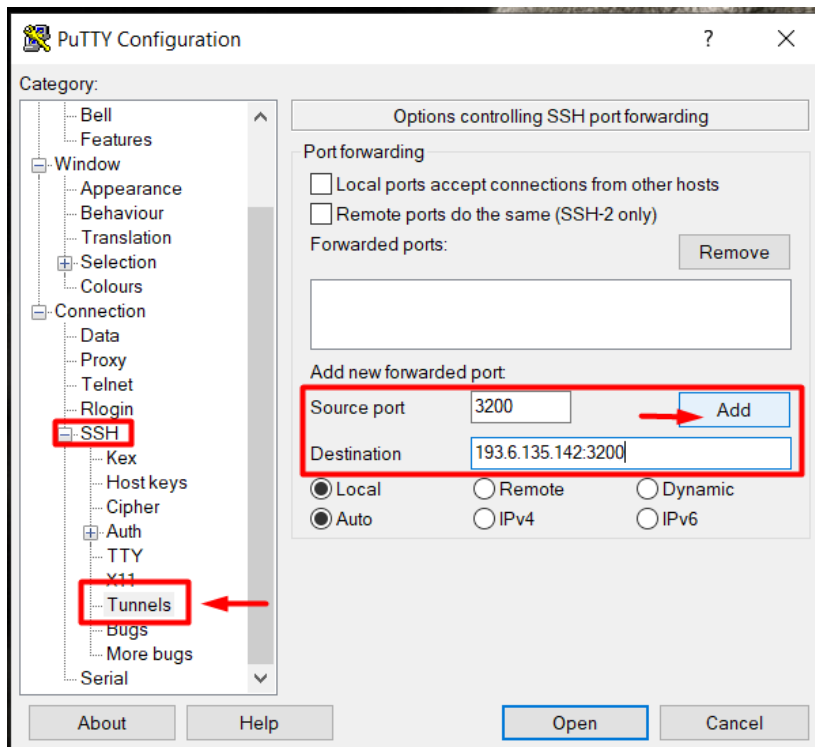 PuTTY Configuration
?
Category:
Bell
Features
Window
Appearance
Behaviour
Translation
Selection
Colours
Connection
Data
Proxy
Telnet
Rlogin
SSH
Kex
Host keys
Cipher
Auth
TTY
X11
Tunnels
Bugs
More bugs
Serial
Options controlling SSH port forwarding
Port forwarding
Local ports accept connections from other hosts
Remote ports do the same (SSH-2 only)
Forwarded ports:
Remove
Add new forwarded port:
Source port 3200 Add
Destination 193.6.135.142:3200
Local Remote Dynamic
Auto IPv4 IPv6
About Help Open Cancel